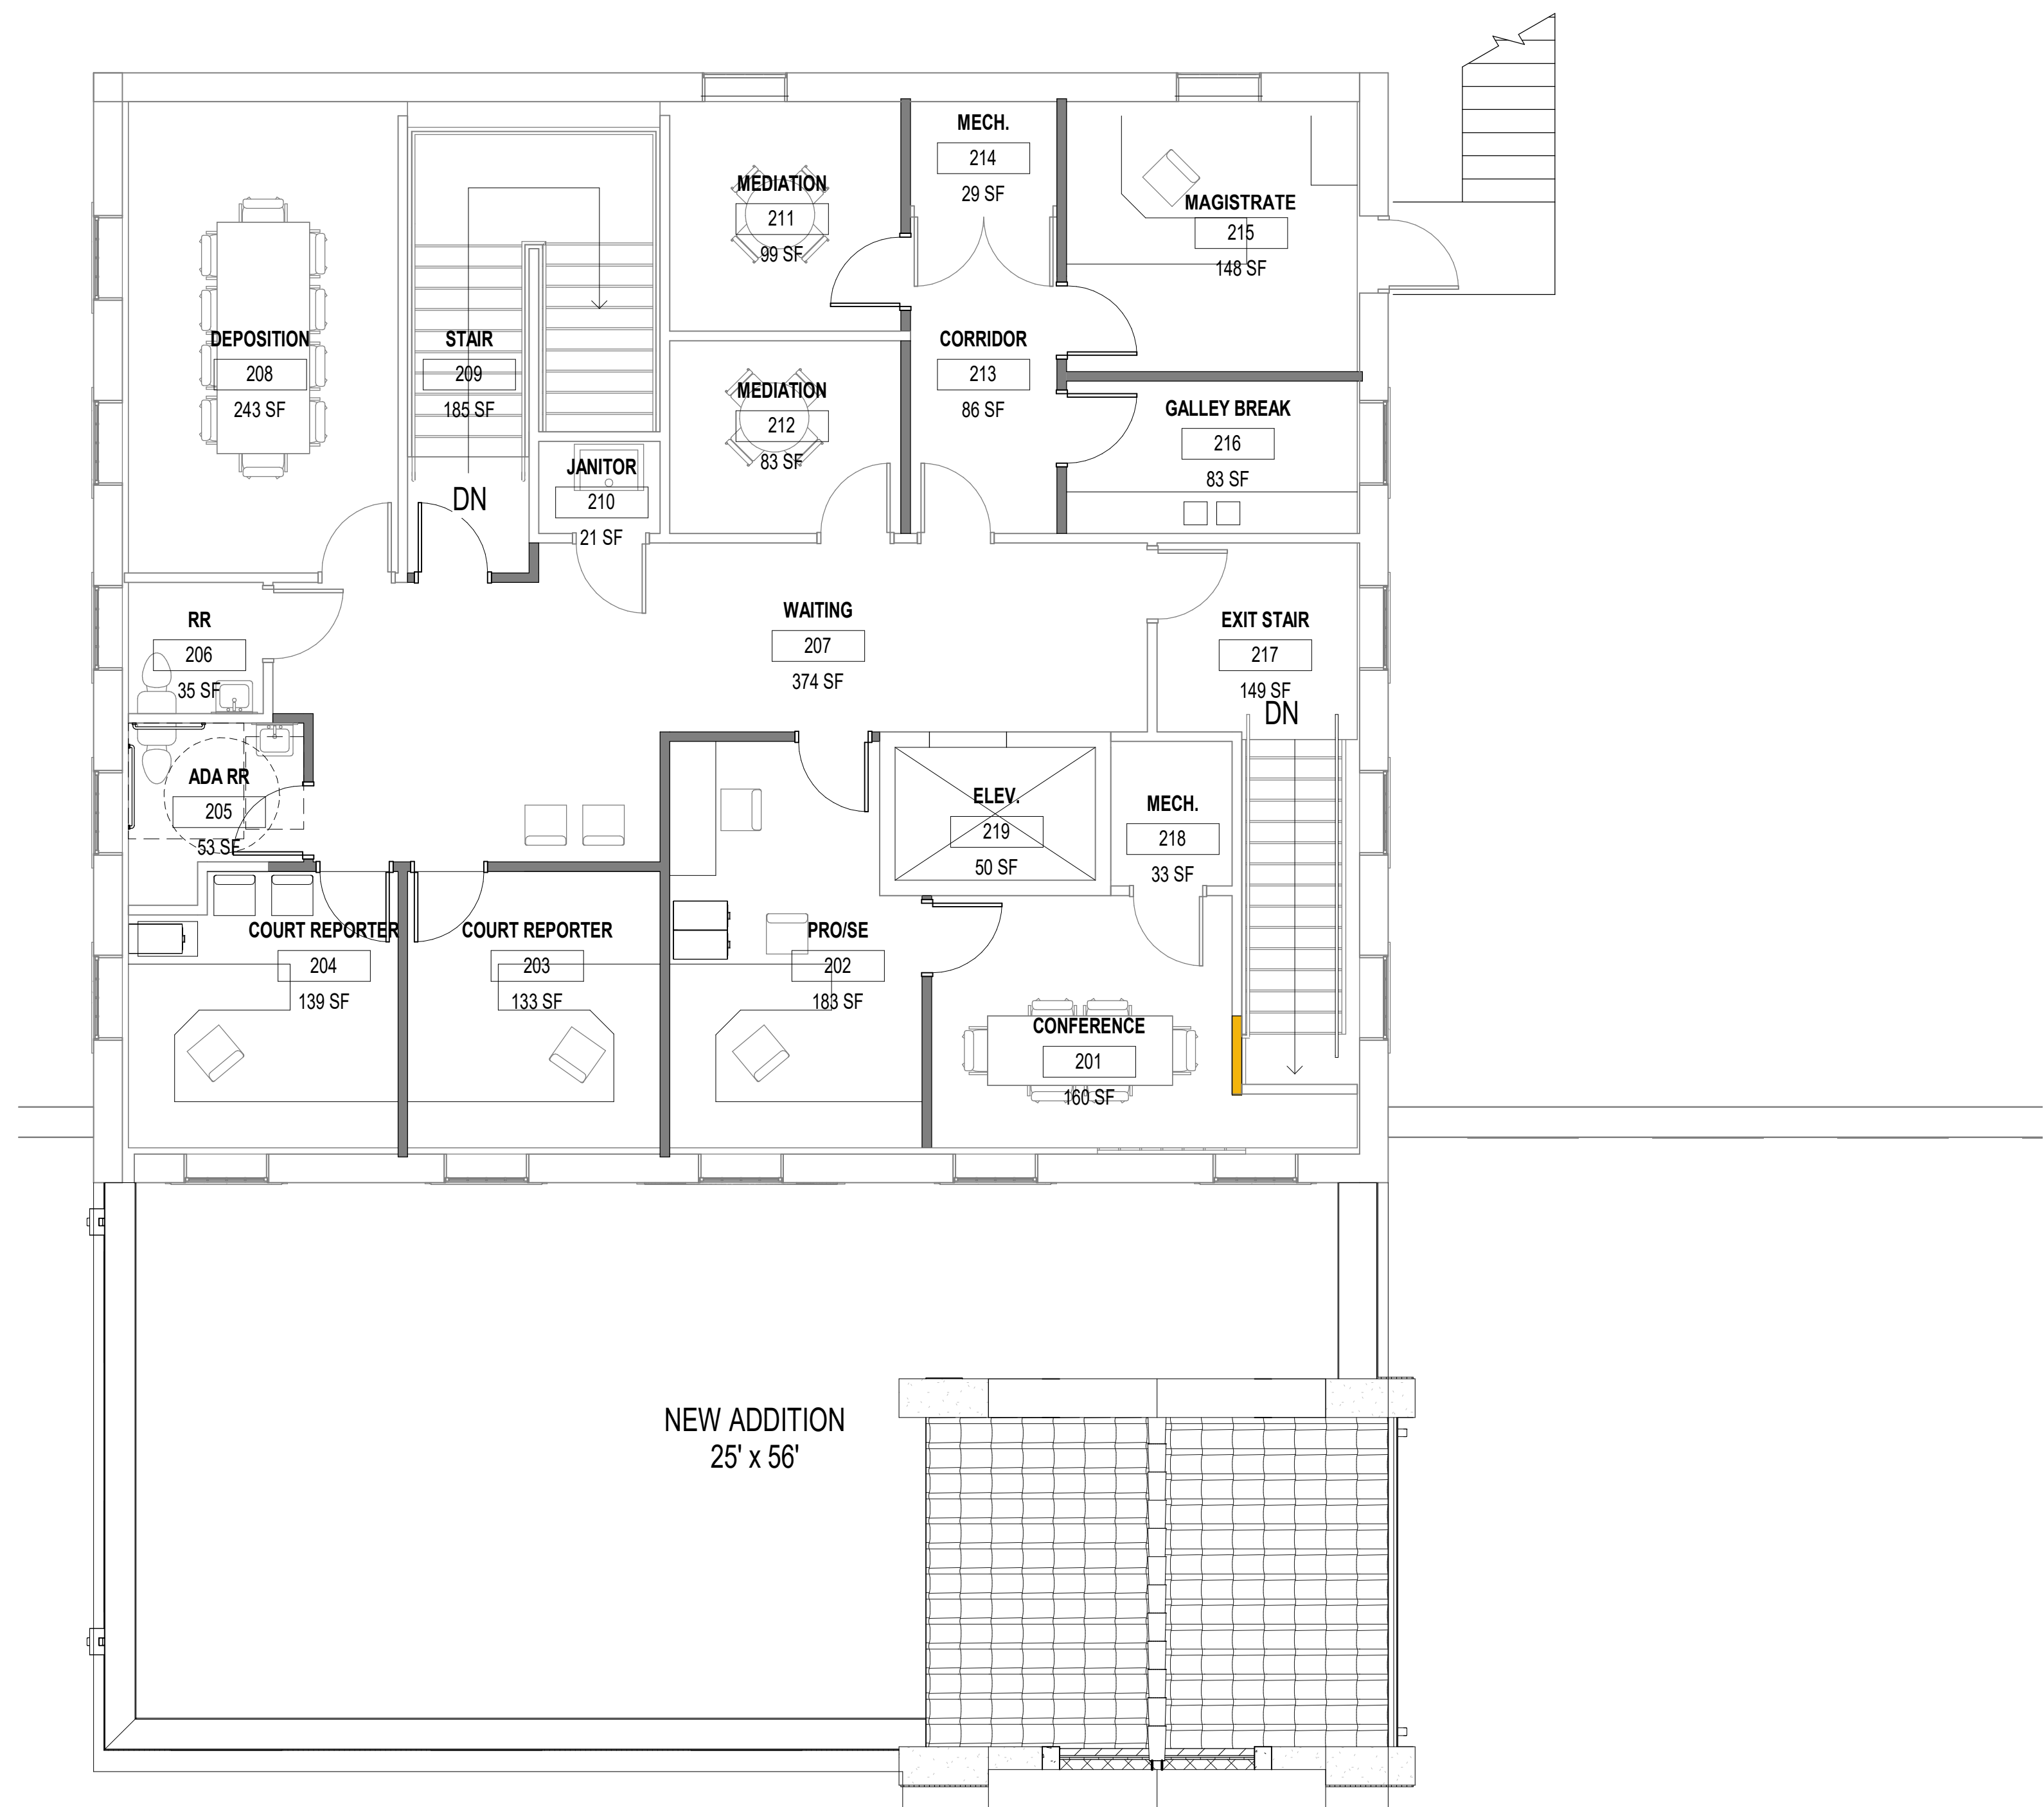 MECH.
214
29 SF
MEDIATION
211
99 SF
MAGISTRATE
215
148 SF
DEPOSITION
208
243 SF
STAIR
209
185 SF
CORRIDOR
213
86 SF
MEDIATION
212
83 SF
GALLEY BREAK
216
83 SF
JANITOR
210
21 SF
DN
RR
206
35 SF
WAITING
207
374 SF
EXIT STAIR
217
149 SF
DN
ADA RR
205
53 SF
ELEV.
219
50 SF
MECH.
218
33 SF
COURT REPORTER
204
139 SF
COURT REPORTER
203
133 SF
PRO/SE
202
183 SF
CONFERENCE
201
160 SF
NEW ADDITION
25' x 56'